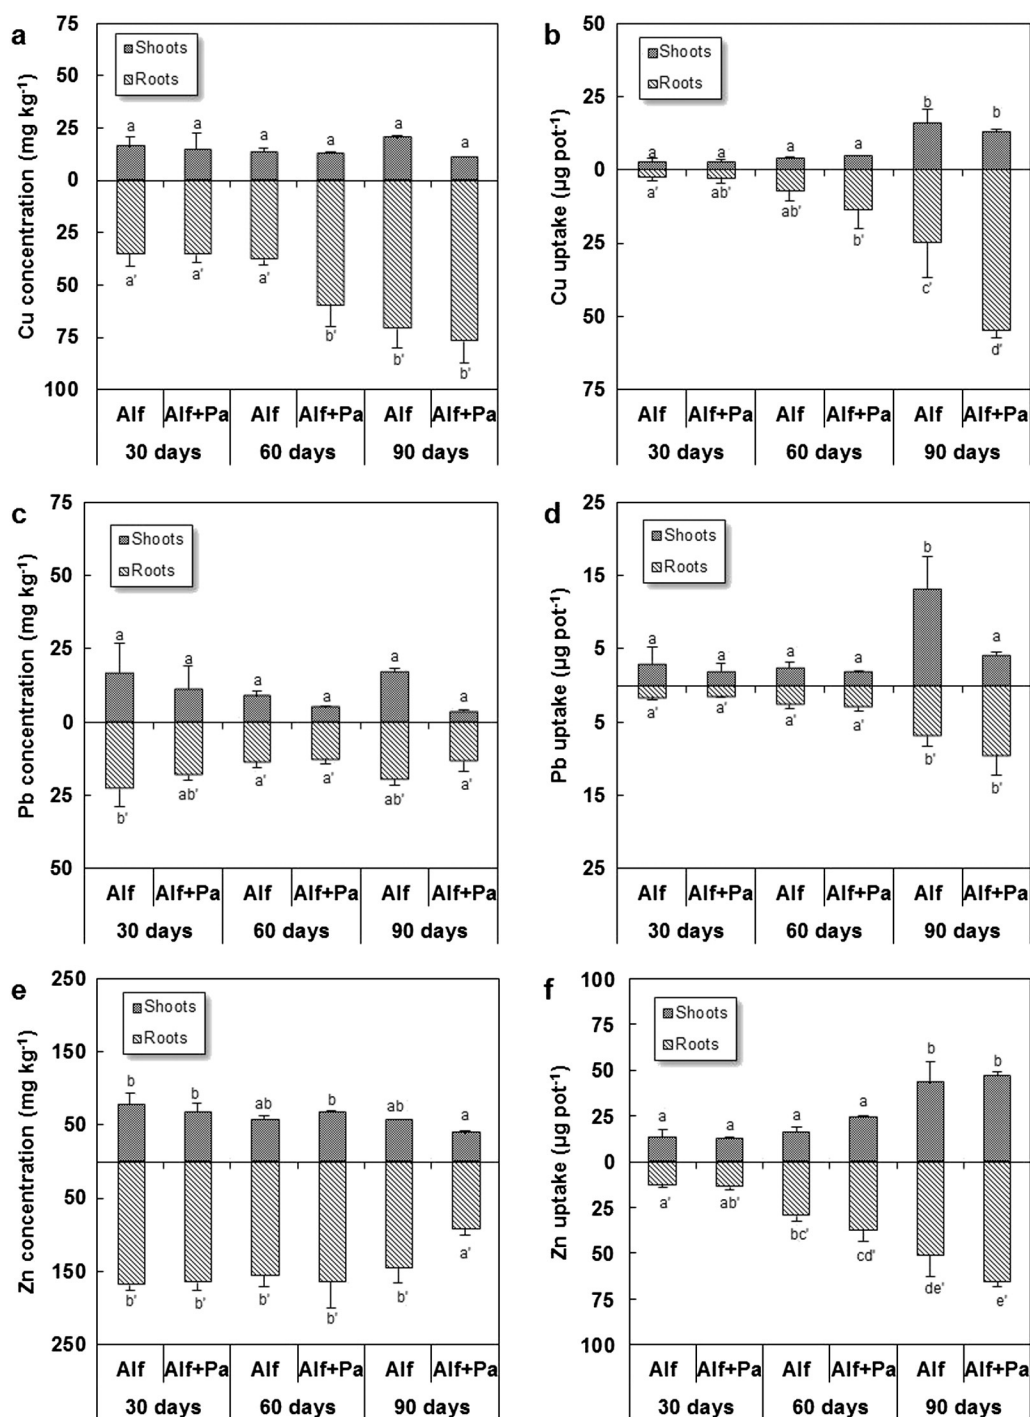 a
Cu concentration (mg kg⁻¹)
75
50
25
0
25
50
75
100
Shoots
Roots
a a a a a a
a' a' a' b' b' b'
Alf Alf+Pa Alf Alf+Pa Alf Alf+Pa
30 days 60 days 90 days
b
Cu uptake (µg pot⁻¹)
50
25
0
25
50
75
Shoots
Roots
a a a a b b
a' ab' ab' b' c' d'
Alf Alf+Pa Alf Alf+Pa Alf Alf+Pa
30 days 60 days 90 days
c
Pb concentration (mg kg⁻¹)
75
50
25
0
25
50
Shoots
Roots
a a a a a a
b' ab' a' a' ab' a'
Alf Alf+Pa Alf Alf+Pa Alf Alf+Pa
30 days 60 days 90 days
d
Pb uptake (µg pot⁻¹)
25
15
5
5
15
25
Shoots
Roots
a a a a b a
a' a' a' a' b' b'
Alf Alf+Pa Alf Alf+Pa Alf Alf+Pa
30 days 60 days 90 days
e
Zn concentration (mg kg⁻¹)
250
150
50
50
150
250
Shoots
Roots
b b ab b ab a
b' b' b' b' b' a'
Alf Alf+Pa Alf Alf+Pa Alf Alf+Pa
30 days 60 days 90 days
f
Zn uptake (µg pot⁻¹)
100
75
50
25
0
25
50
75
100
Shoots
Roots
a a a a b b
a' ab' bc' cd' de' e'
Alf Alf+Pa Alf Alf+Pa Alf Alf+Pa
30 days 60 days 90 days